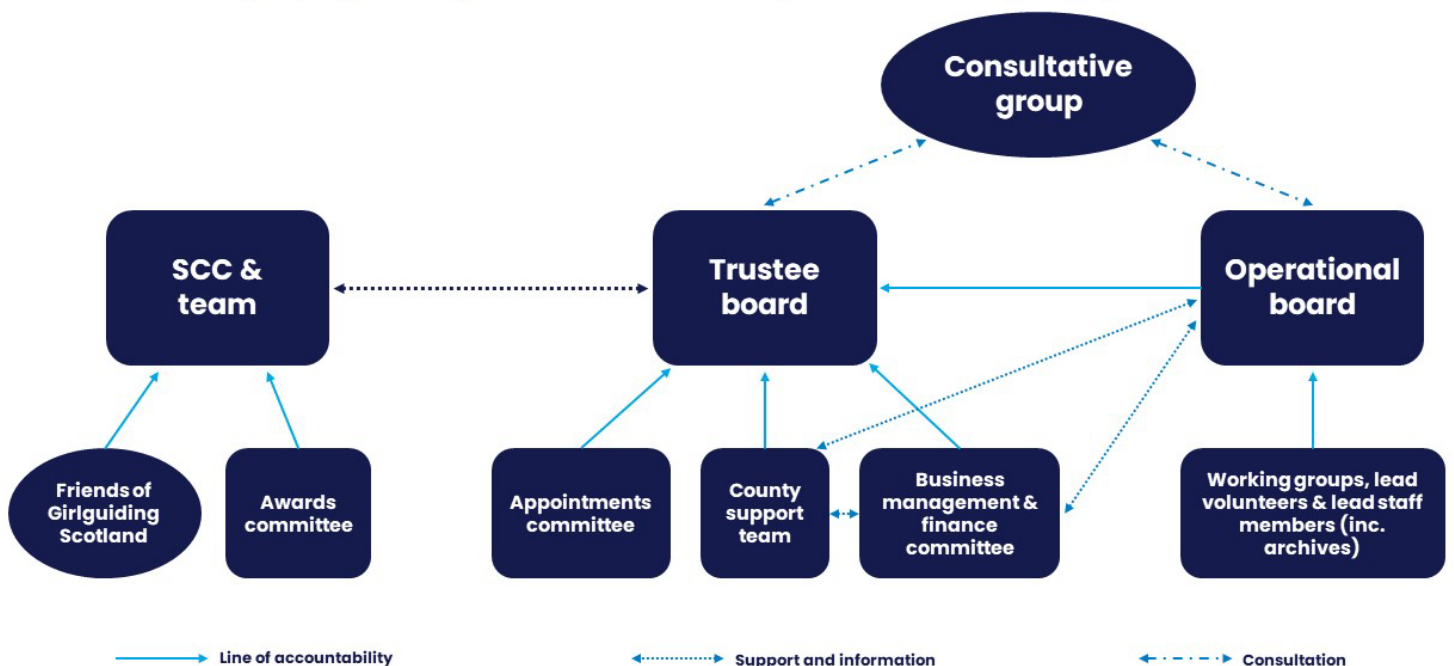 Consultative
group
SCC &
team
Trustee
board
Operational
board
Friends of
Girlguiding
Scotland
Awards
committee
Appointments
committee
County
support
team
Business
management &
finance
committee
Working groups, lead
volunteers & lead staff
members (inc.
archives)
Line of accountability
Support and information
Consultation